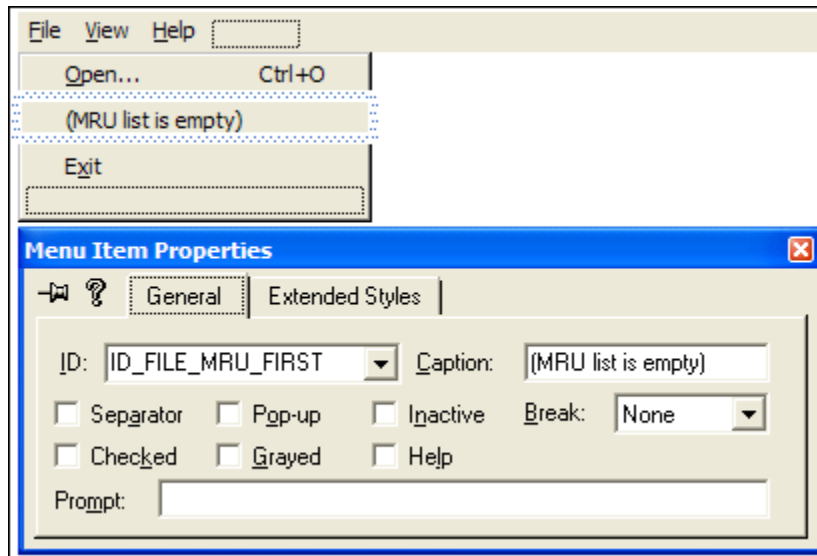 File View Help
Open... Ctrl+O
(MRU list is empty)
Exit
Menu Item Properties
General Extended Styles
ID: ID_FILE_MRU_FIRST Caption: (MRU list is empty)
Separator Pop-up Inactive Break: None
Checked Grayed Help
Prompt: